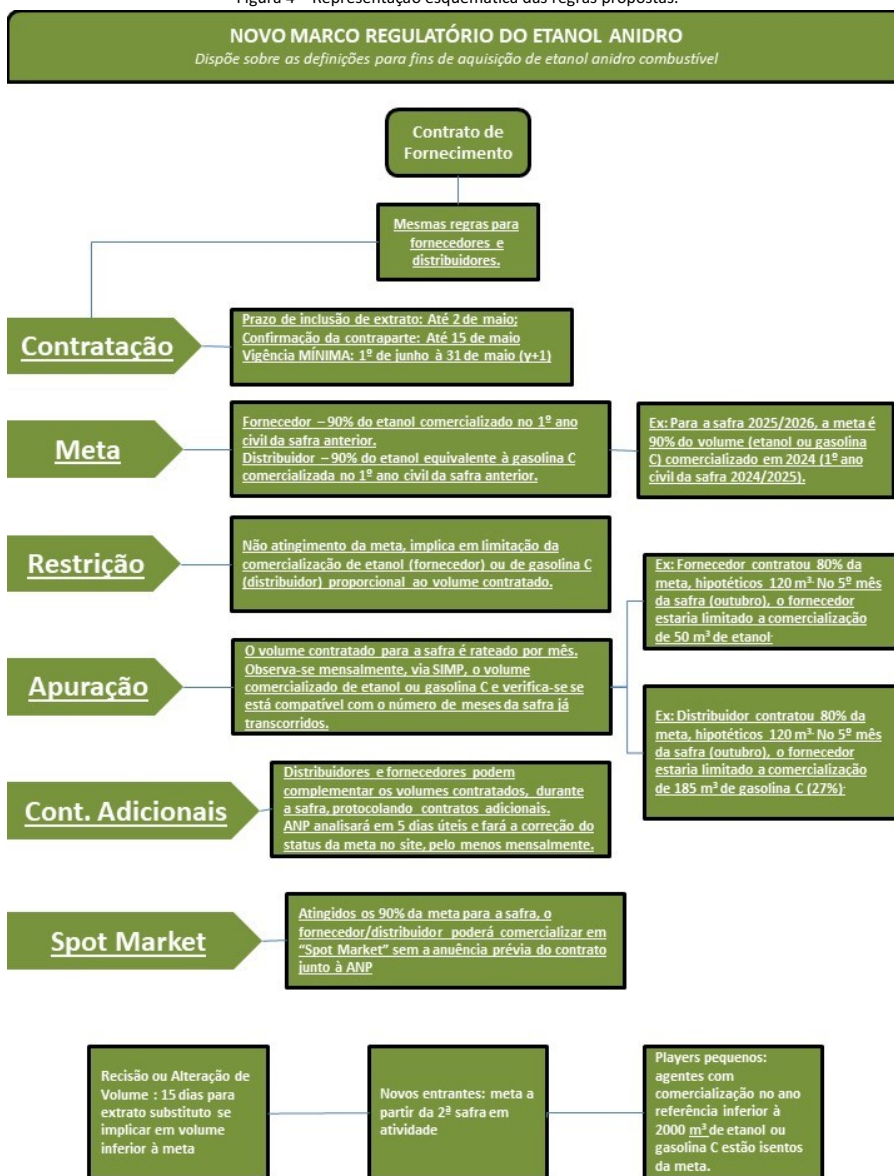 Figura 4 – Representação esquemática das regras propostas.
NOVO MARCO REGULATÓRIO DO ETANOL ANIDRO
Dispõe sobre as definições para fins de aquisição de etanol anidro combustível
Contrato de
Fornecimento
Mesmas regras para
fornecedores e
distribuidores.
Contratação
Prazo de inclusão de extrato: Até 2 de maio;
Confirmação da contraparte: Até 15 de maio
Vigência MÍNIMA: 1º de junho à 31 de maio (y+1)
Meta
Fornecedor – 90% do etanol comercializado no 1º ano
civil da safra anterior.
Distribuidor – 90% do etanol equivalente à gasolina C
comercializada no 1º ano civil da safra anterior.
Ex: Para a safra 2025/2026, a meta é
90% do volume (etanol ou gasolina
C) comercializado em 2024 (1º ano
civil da safra 2024/2025).
Restrição
Não atingimento da meta, implica em limitação da
comercialização de etanol (fornecedor) ou de gasolina C
(distribuidor) proporcional ao volume contratado.
Ex: Fornecedor contratou 80% da
meta, hipotéticos 120 m³. No 5º mês
da safra (outubro), o fornecedor
estaria limitado a comercialização
de 50 m³ de etanol.
Apuração
O volume contratado para a safra é rateado por mês.
Observa-se mensalmente, via SIMP, o volume
comercializado de etanol ou gasolina C e verifica-se se
está compatível com o número de meses da safra já
transcorridos.
Ex: Distribuidor contratou 80% da
meta, hipotéticos 120 m³. No 5º mês
da safra (outubro), o fornecedor
estaria limitado a comercialização
de 185 m³ de gasolina C (27%).
Cont. Adicionais
Distribuidores e fornecedores podem
complementar os volumes contratados, durante
a safra, protocolando contratos adicionais.
ANP analisará em 5 dias úteis e fará a correção do
status da meta no site, pelo menos mensalmente.
Spot Market
Atingidos os 90% da meta para a safra, o
fornecedor/distribuidor poderá comercializar em
“Spot Market” sem a anuência prévia do contrato
junto à ANP
Recisão ou Alteração de
Volume : 15 dias para
extrato substituto se
implicar em volume
inferior à meta
Novos entrantes: meta a
partir da 2ª safra em
atividade
Players pequenos:
agentes com
comercialização no ano
referência inferior à
2000 m³ de etanol ou
gasolina C estão isentos
da meta.